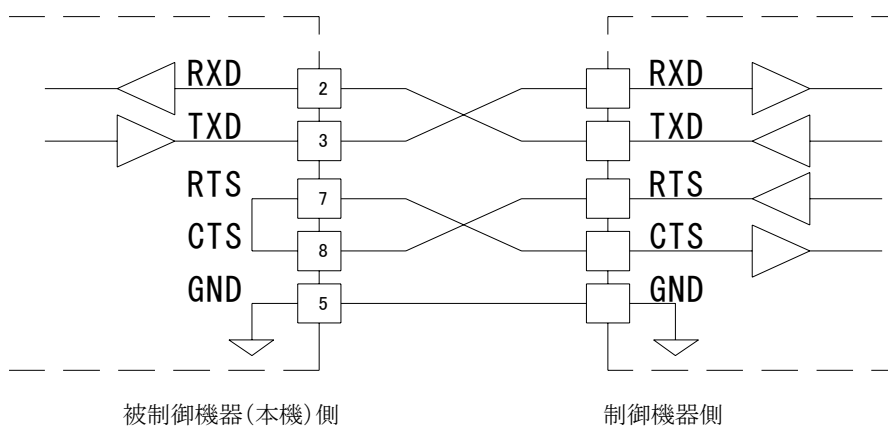 RXD 2 RXD
TXD 3 TXD
RTS 7 RTS
CTS 8 CTS
GND 5 GND
被制御機器(本機)側 制御機器側